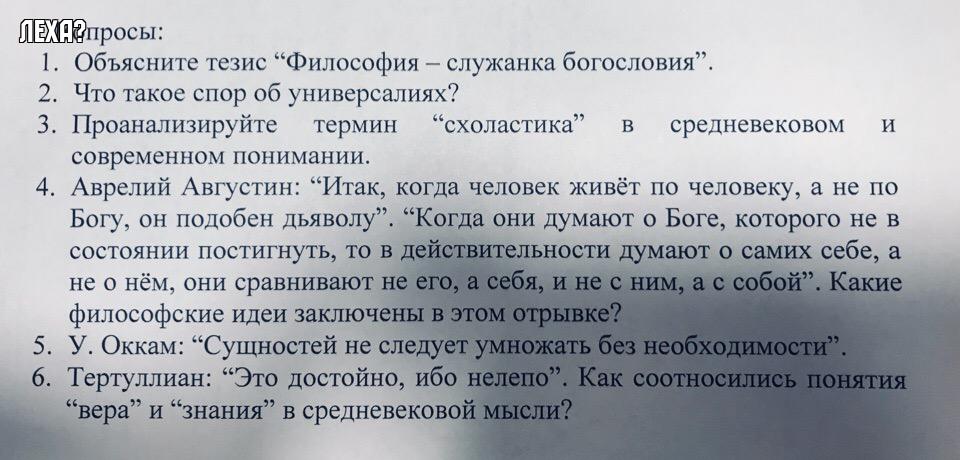 ЛЕХА?
просы:
1. Объясните тезис “Философия – служанка богословия”.
2. Что такое спор об универсалиях?
3. Проанализируйте термин “схоластика” в средневековом и
современном понимании.
4. Аврелий Августин: “Итак, когда человек живёт по человеку, а не по
Богу, он подобен дьяволу”. “Когда они думают о Боге, которого не в
состоянии постигнуть, то в действительности думают о самих себе, а
не о нём, они сравнивают не его, а себя, и не с ним, а с собой”. Какие
философские идеи заключены в этом отрывке?
5. У. Оккам: “Сущностей не следует умножать без необходимости”.
6. Тертуллиан: “Это достойно, ибо нелепо”. Как соотносились понятия
“вера” и “знания” в средневековой мысли?